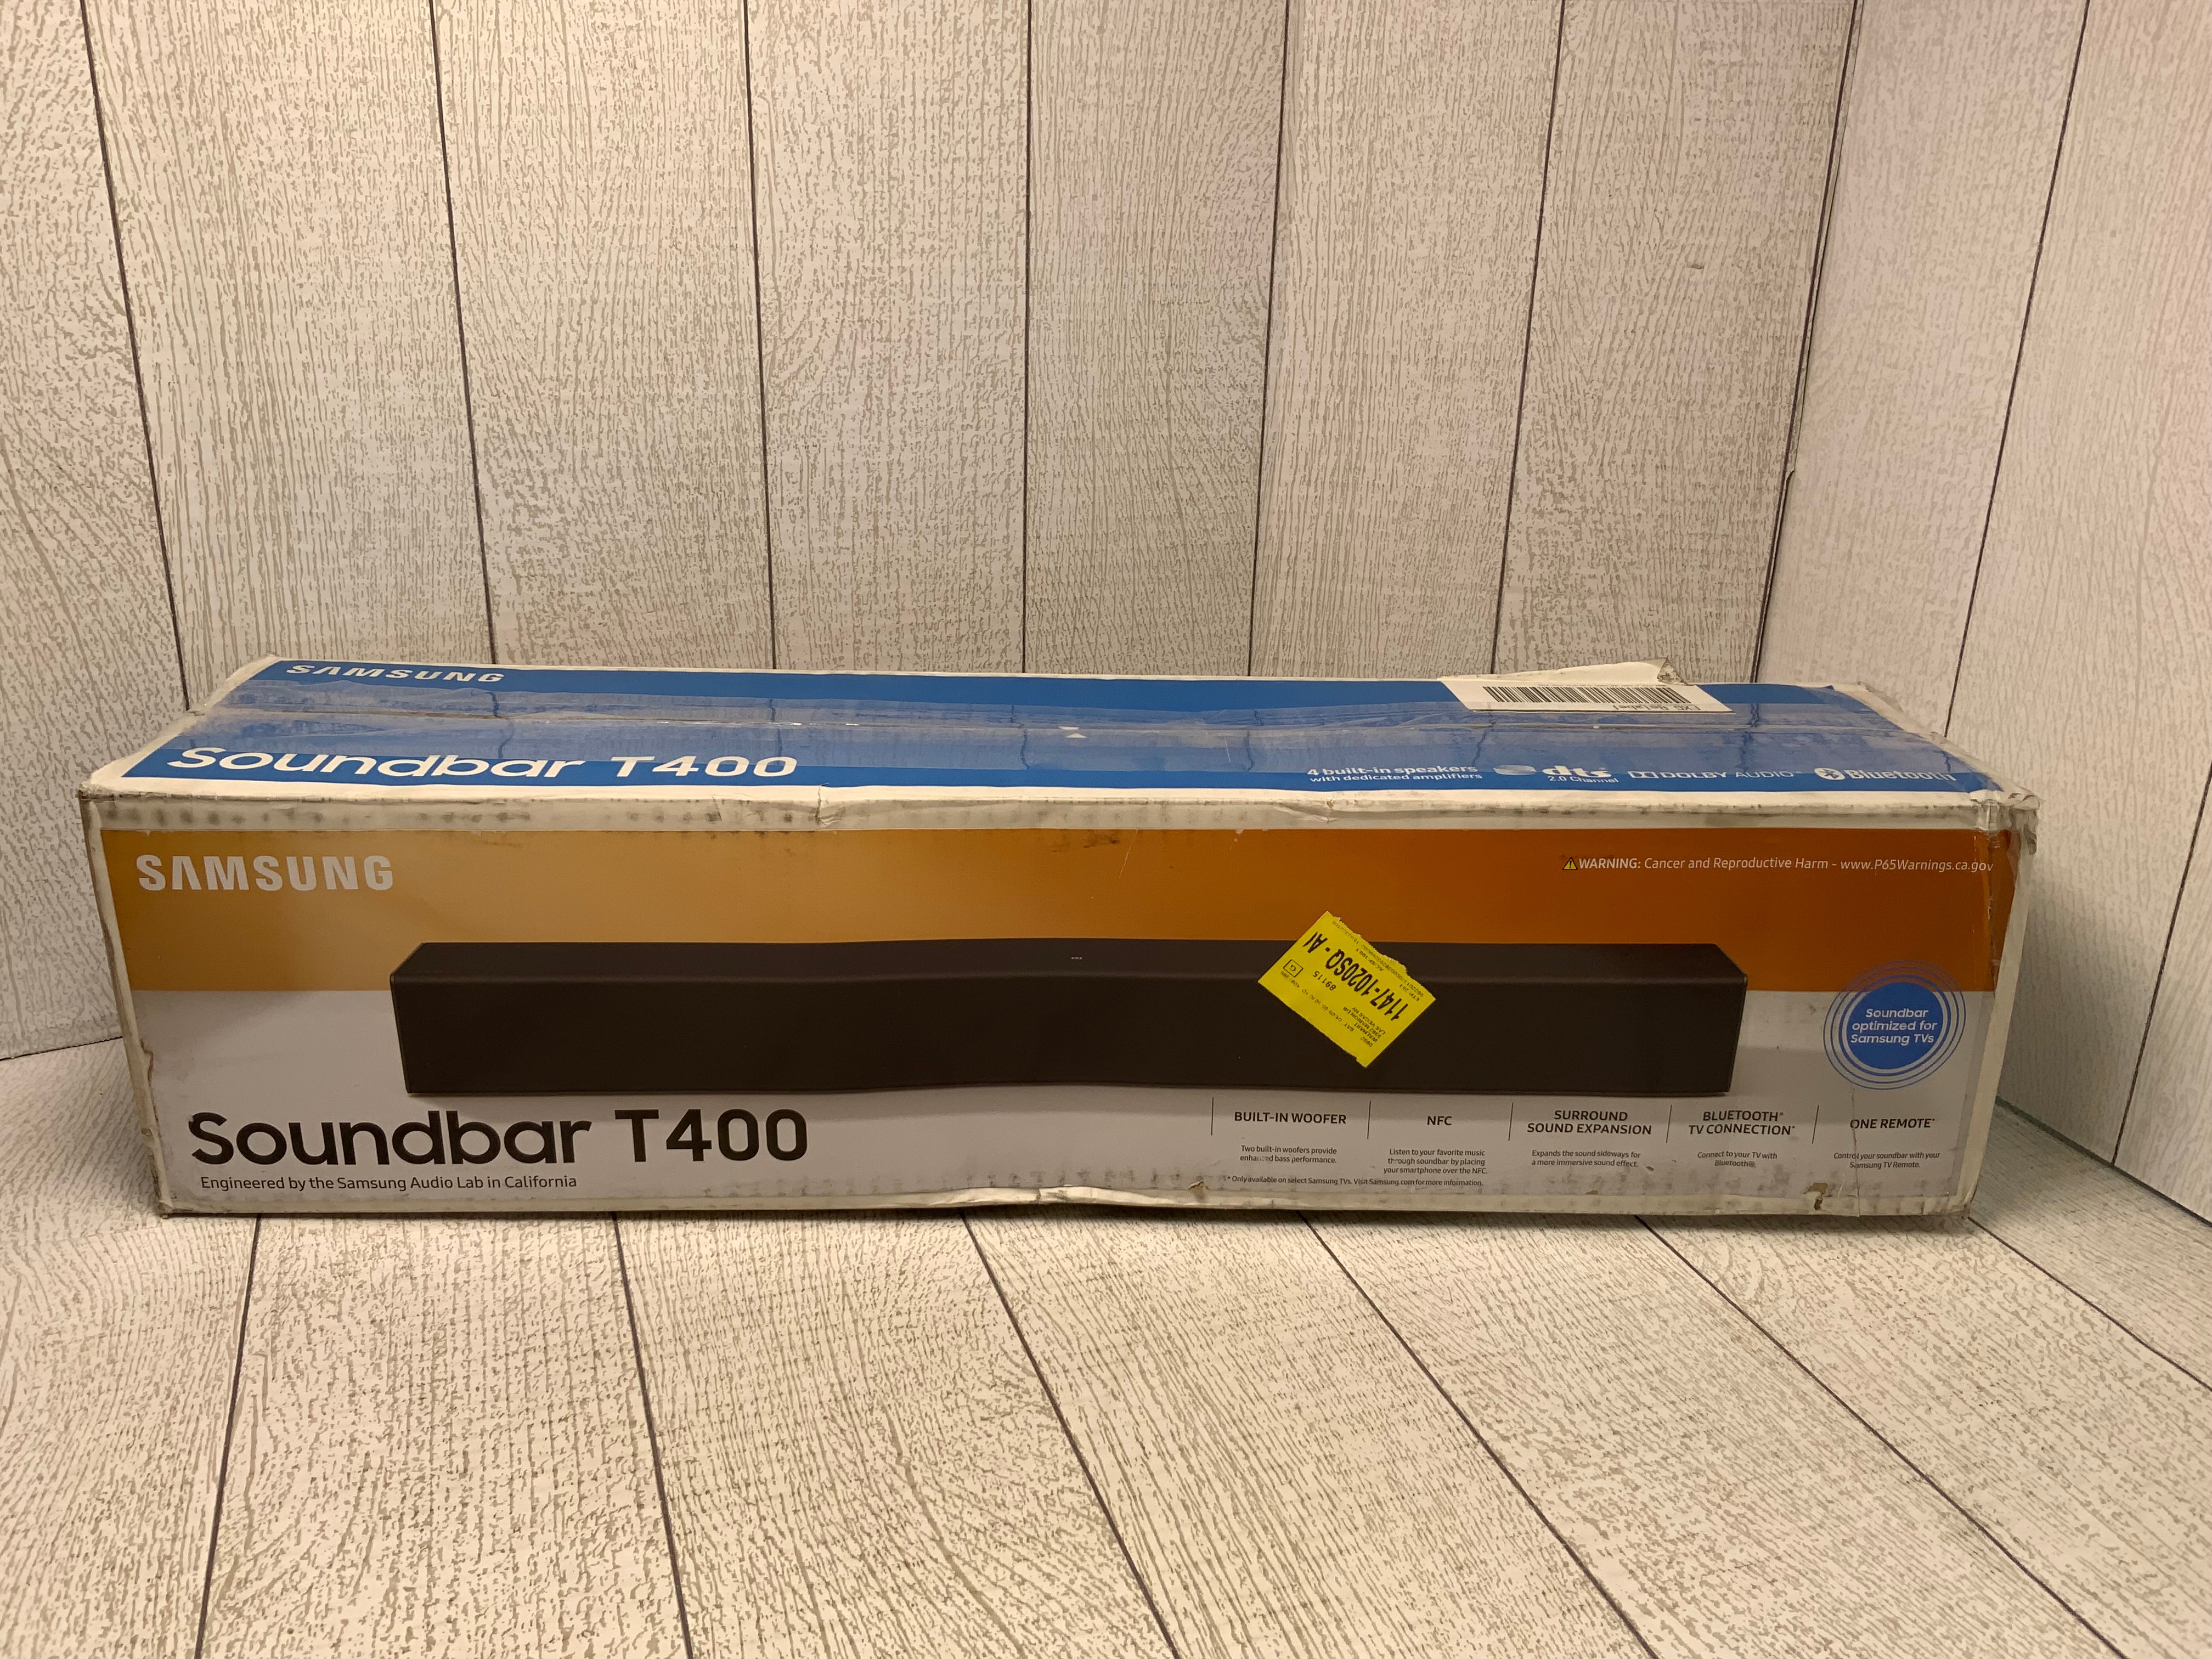 SAMSUNG
EXG Relabel
Soundbar T400
4 built-in speakers
with dedicated amplifiers
dts
2.0 Channel
DOLBY AUDIO
Bluetooth
SAMSUNG
WARNING: Cancer and Reproductive Harm - www.P65Warnings.ca.gov
1147-1020SQ - A1
89115
Soundbar
optimized for
Samsung TVs
Soundbar T400
Engineered by the Samsung Audio Lab in California
BUILT-IN WOOFER
Two built-in woofers provide
enhanced bass performance.
NFC
Listen to your favorite music
through soundbar by placing
your smartphone over the NFC.
SURROUND
SOUND EXPANSION
Expands the sound sideways for
a more immersive sound effect.
BLUETOOTH®
TV CONNECTION*
Connect to your TV with
Bluetooth®.
ONE REMOTE*
Control your soundbar with your
Samsung TV Remote.
* Only available on select Samsung TVs. Visit Samsung.com for more information.